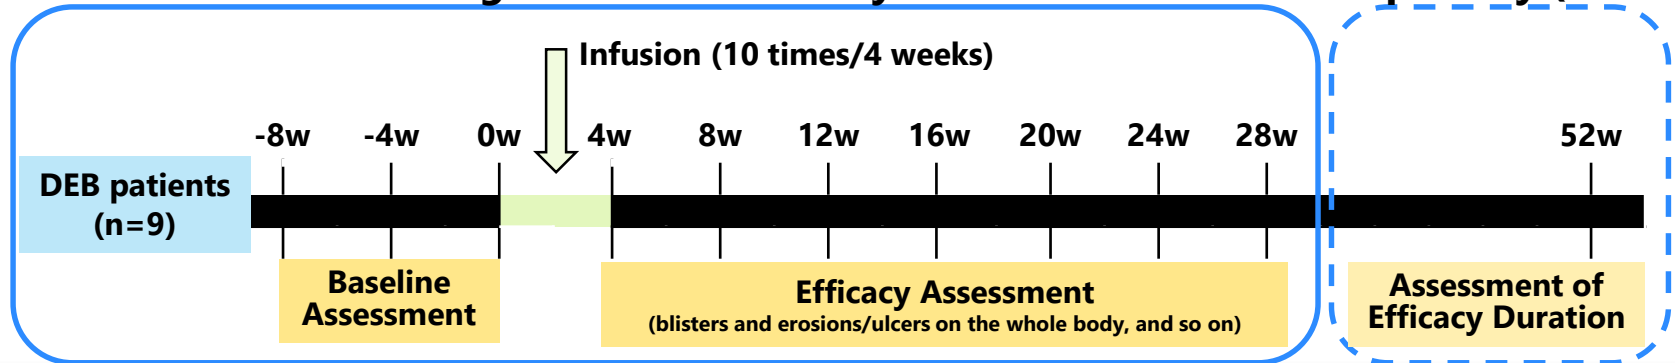 Infusion (10 times/4 weeks)
-8w -4w 0w 4w 8w 12w 16w 20w 24w 28w 52w
DEB patients
(n=9)
Baseline
Assessment
Efficacy Assessment
(blisters and erosions/ulcers on the whole body, and so on)
Assessment of
Efficacy Duration